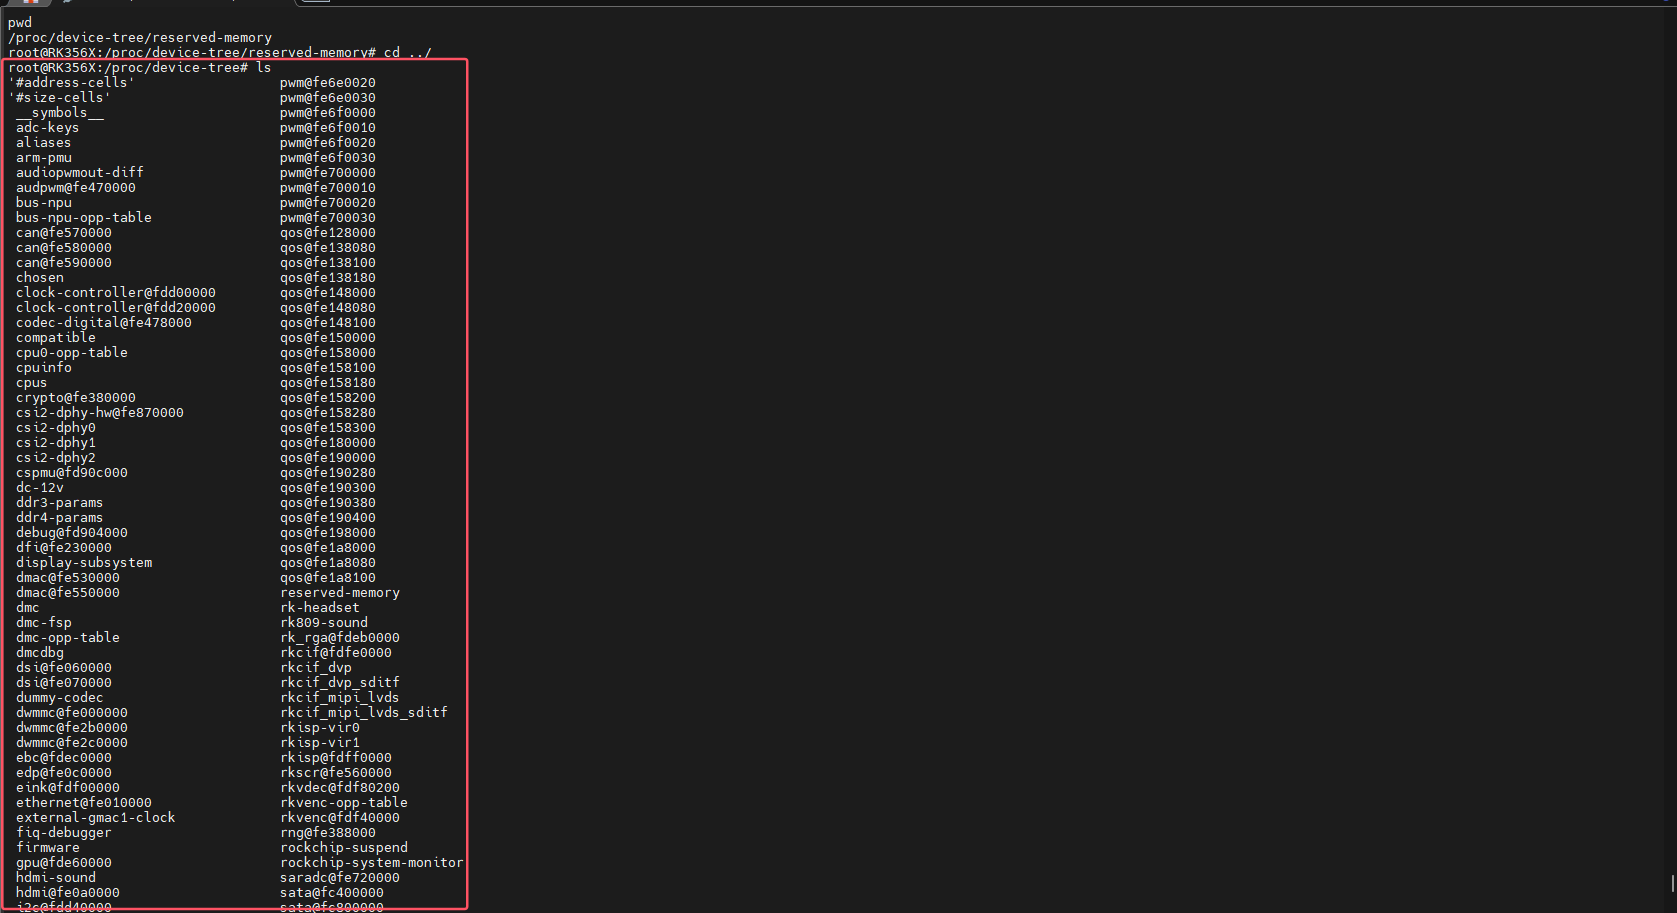 pwd
/proc/device-tree/reserved-memory
root@RK356X:/proc/device-tree/reserved-memory# cd ../
root@RK356X:/proc/device-tree# ls
'#address-cells' pwm@fe6e0020
'#size-cells' pwm@fe6e0030
__symbols__ pwm@fe6f0000
adc-keys pwm@fe6f0010
aliases pwm@fe6f0020
arm-pmu pwm@fe6f0030
audiopwmout-diff pwm@fe700000
audpwm@fe470000 pwm@fe700010
bus-npu pwm@fe700020
bus-npu-opp-table pwm@fe700030
can@fe570000 qos@fe128000
can@fe580000 qos@fe138080
can@fe590000 qos@fe138100
chosen qos@fe138180
clock-controller@fdd00000 qos@fe148000
clock-controller@fdd20000 qos@fe148080
codec-digital@fe478000 qos@fe148100
compatible qos@fe150000
cpu0-opp-table qos@fe158000
cpuinfo qos@fe158100
cpus qos@fe158180
crypto@fe380000 qos@fe158200
csi2-dphy-hw@fe870000 qos@fe158280
csi2-dphy0 qos@fe158300
csi2-dphy1 qos@fe180000
csi2-dphy2 qos@fe190000
cspmu@fd90c000 qos@fe190280
dc-12v qos@fe190300
ddr3-params qos@fe190380
ddr4-params qos@fe190400
debug@fd904000 qos@fe198000
dfi@fe230000 qos@fe1a8000
display-subsystem qos@fe1a8080
dmac@fe530000 qos@fe1a8100
dmac@fe550000 reserved-memory
dmc rk-headset
dmc-fsp rk809-sound
dmc-opp-table rk_rga@fdeb0000
dmcdbg rkcif@fdfe0000
dsi@fe060000 rkcif_dvp
dsi@fe070000 rkcif_dvp_sditf
dummy-codec rkcif_mipi_lvds
dwmmc@fe000000 rkcif_mipi_lvds_sditf
dwmmc@fe2b0000 rkisp-vir0
dwmmc@fe2c0000 rkisp-vir1
ebc@fdec0000 rkisp@fdff0000
edp@fe0c0000 rkscr@fe560000
eink@fdf00000 rkvdec@fdf80200
ethernet@fe010000 rkvenc-opp-table
external-gmac1-clock rkvenc@fdf40000
fiq-debugger rng@fe388000
firmware rockchip-suspend
gpu@fde60000 rockchip-system-monitor
hdmi-sound saradc@fe720000
hdmi@fe0a0000 sata@fc400000
i2c@fdd40000 sata@fc800000